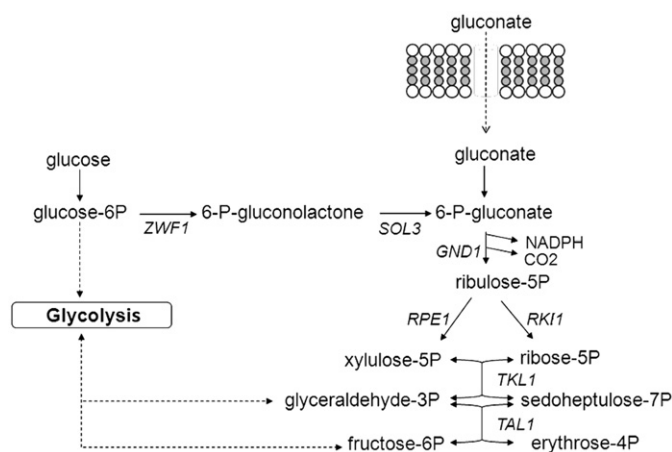 gluconate
glucose
gluconate
glucose-6P
ZWF1
6-P-gluconolactone
SOL3
6-P-gluconate
GND1
NADPH
CO2
ribulose-5P
Glycolysis
RPE1
RKI1
xylulose-5P
ribose-5P
TKL1
glyceraldehyde-3P
sedoheptulose-7P
TAL1
fructose-6P
erythrose-4P